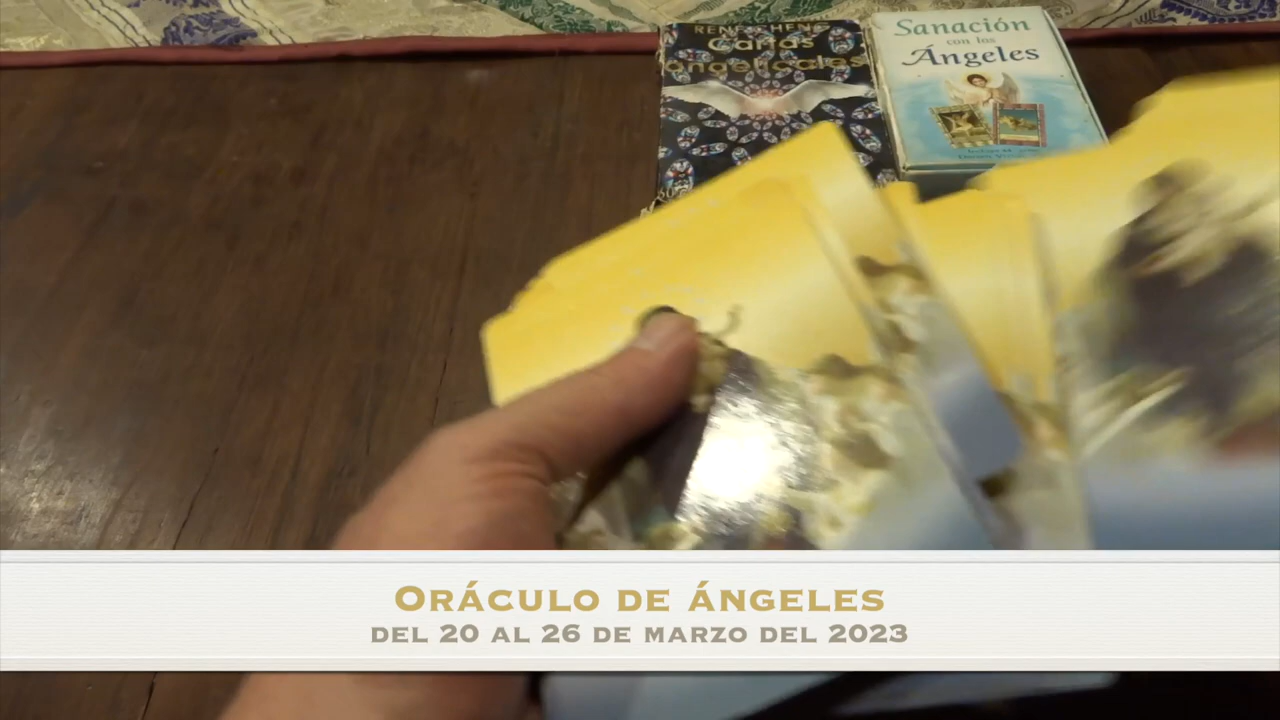 Cartas
angelicales
Sanación
con los
Ángeles
ORÁCULO DE ÁNGELES
DEL 20 AL 26 DE MARZO DEL 2023